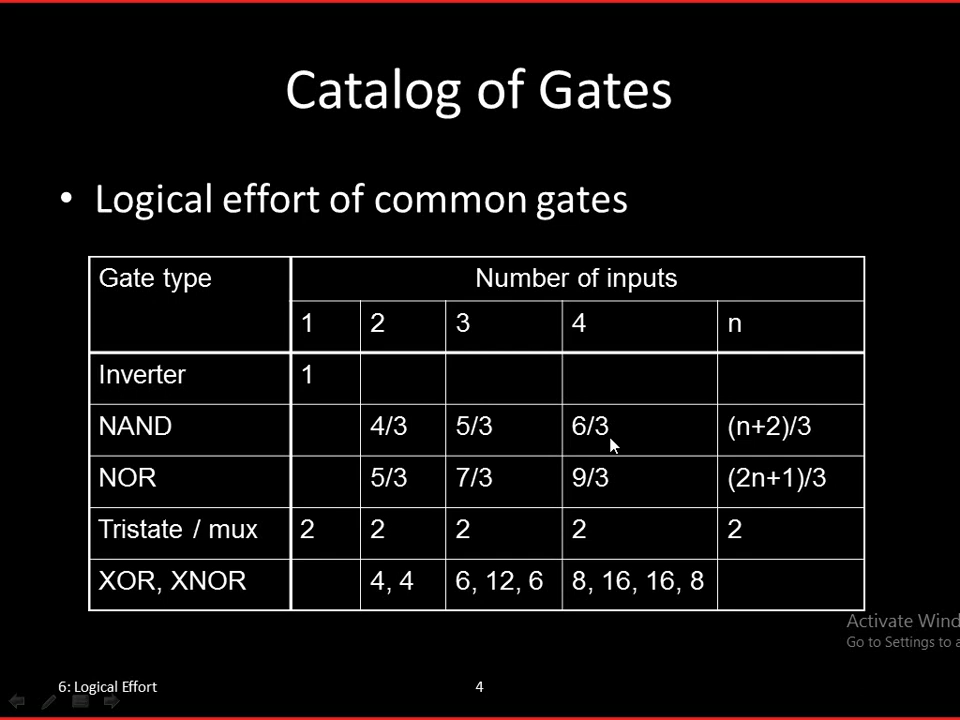 Catalog of Gates
• Logical effort of common gates
Gate type Number of inputs
1 2 3 4 n
Inverter 1
NAND 4/3 5/3 6/3 (n+2)/3
NOR 5/3 7/3 9/3 (2n+1)/3
Tristate / mux 2 2 2 2 2
XOR, XNOR 4, 4 6, 12, 6 8, 16, 16, 8
Activate Wind
Go to Settings to a
6: Logical Effort 4